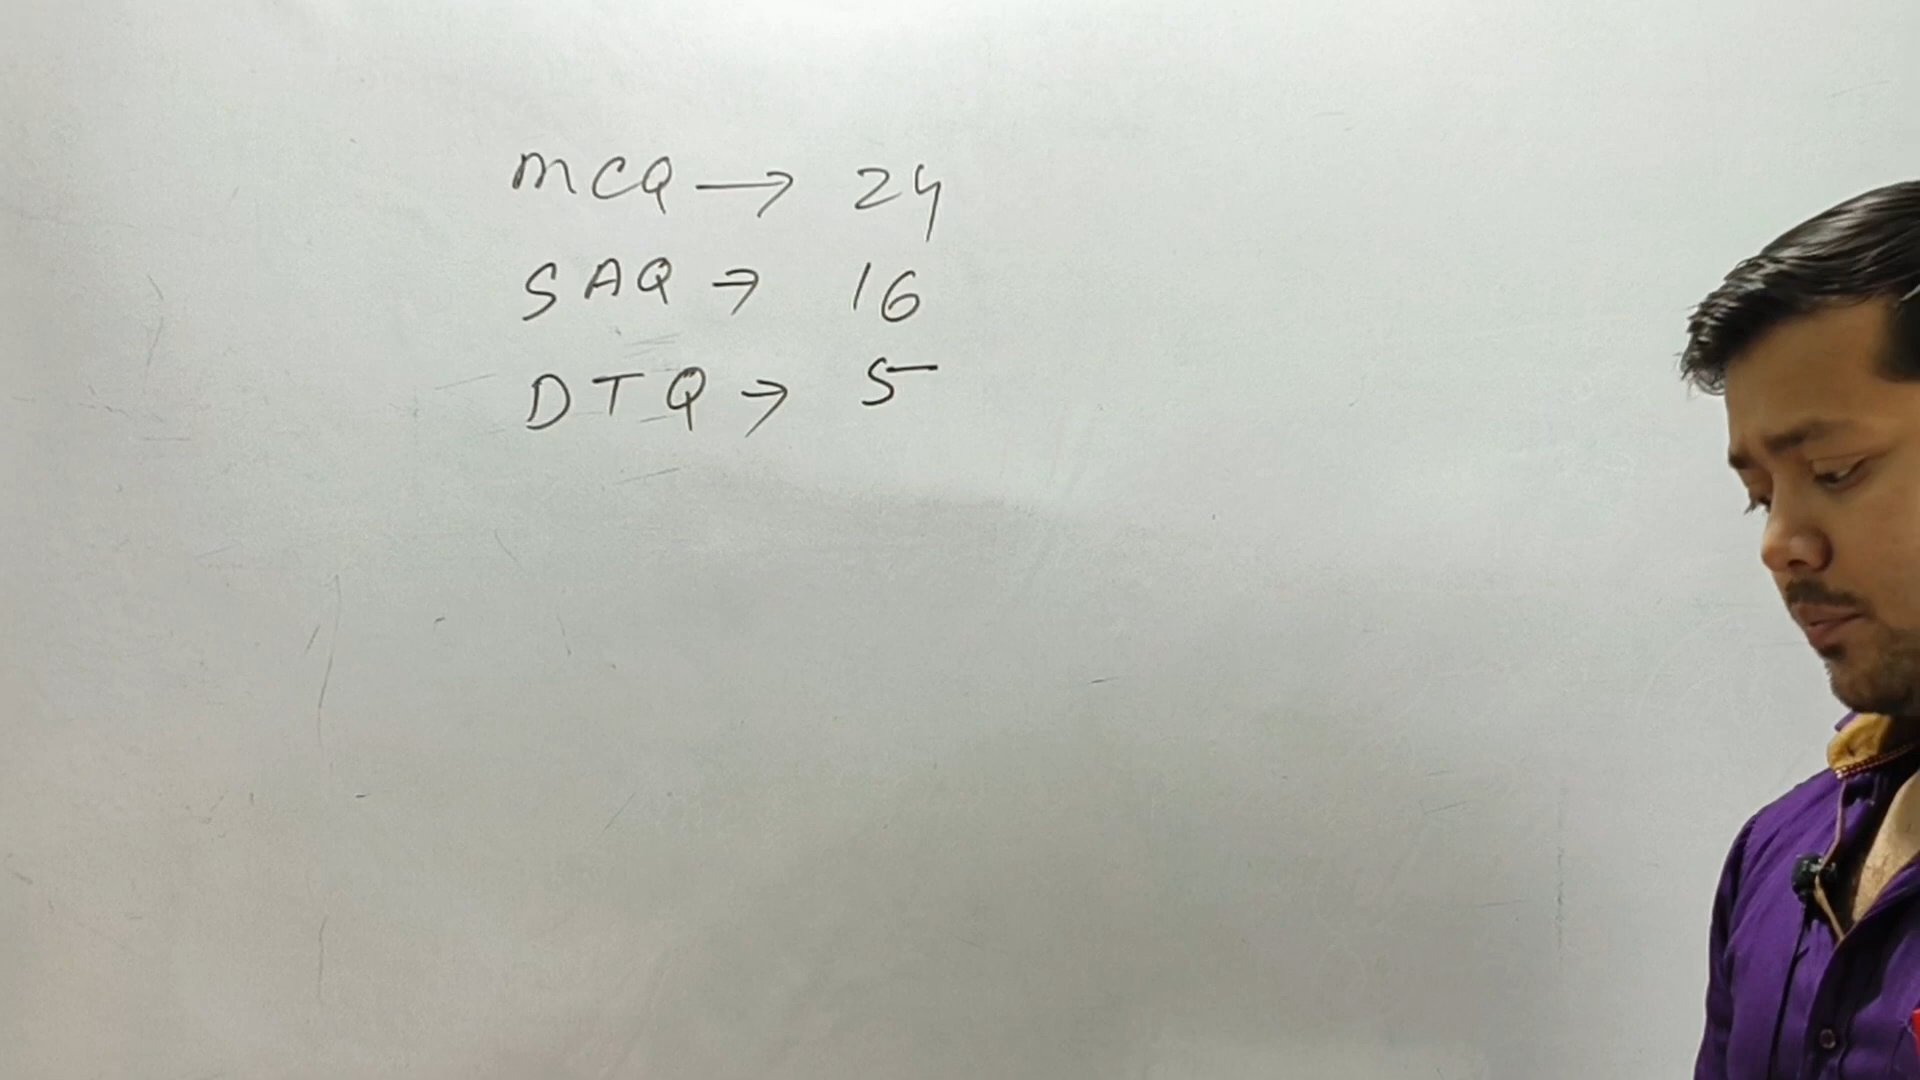 MCQ → 24
SAQ → 16
DTQ → 5